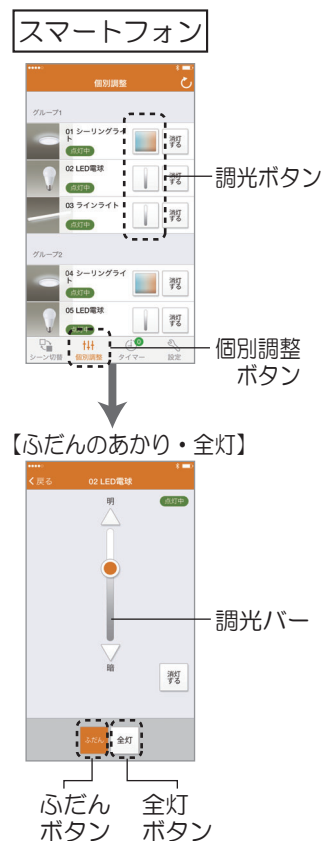 スマートフォン
個別調整
グループ1
01 シーリングライ
ト
点灯中
消灯
する
02 LED電球
点灯中
消灯
する
調光ボタン
03 ラインライト
点灯中
消灯
する
グループ2
04 シーリングライ
ト
点灯中
消灯
する
05 LED電球
点灯中
消灯
する
シーン切替
個別調整
タイマー
設定
個別調整
ボタン
【ふだんのあかり・全灯】
戻る
02 LED電球
明
点灯中
調光バー
暗
消灯
する
ふだん
全灯
ふだん
ボタン
全灯
ボタン